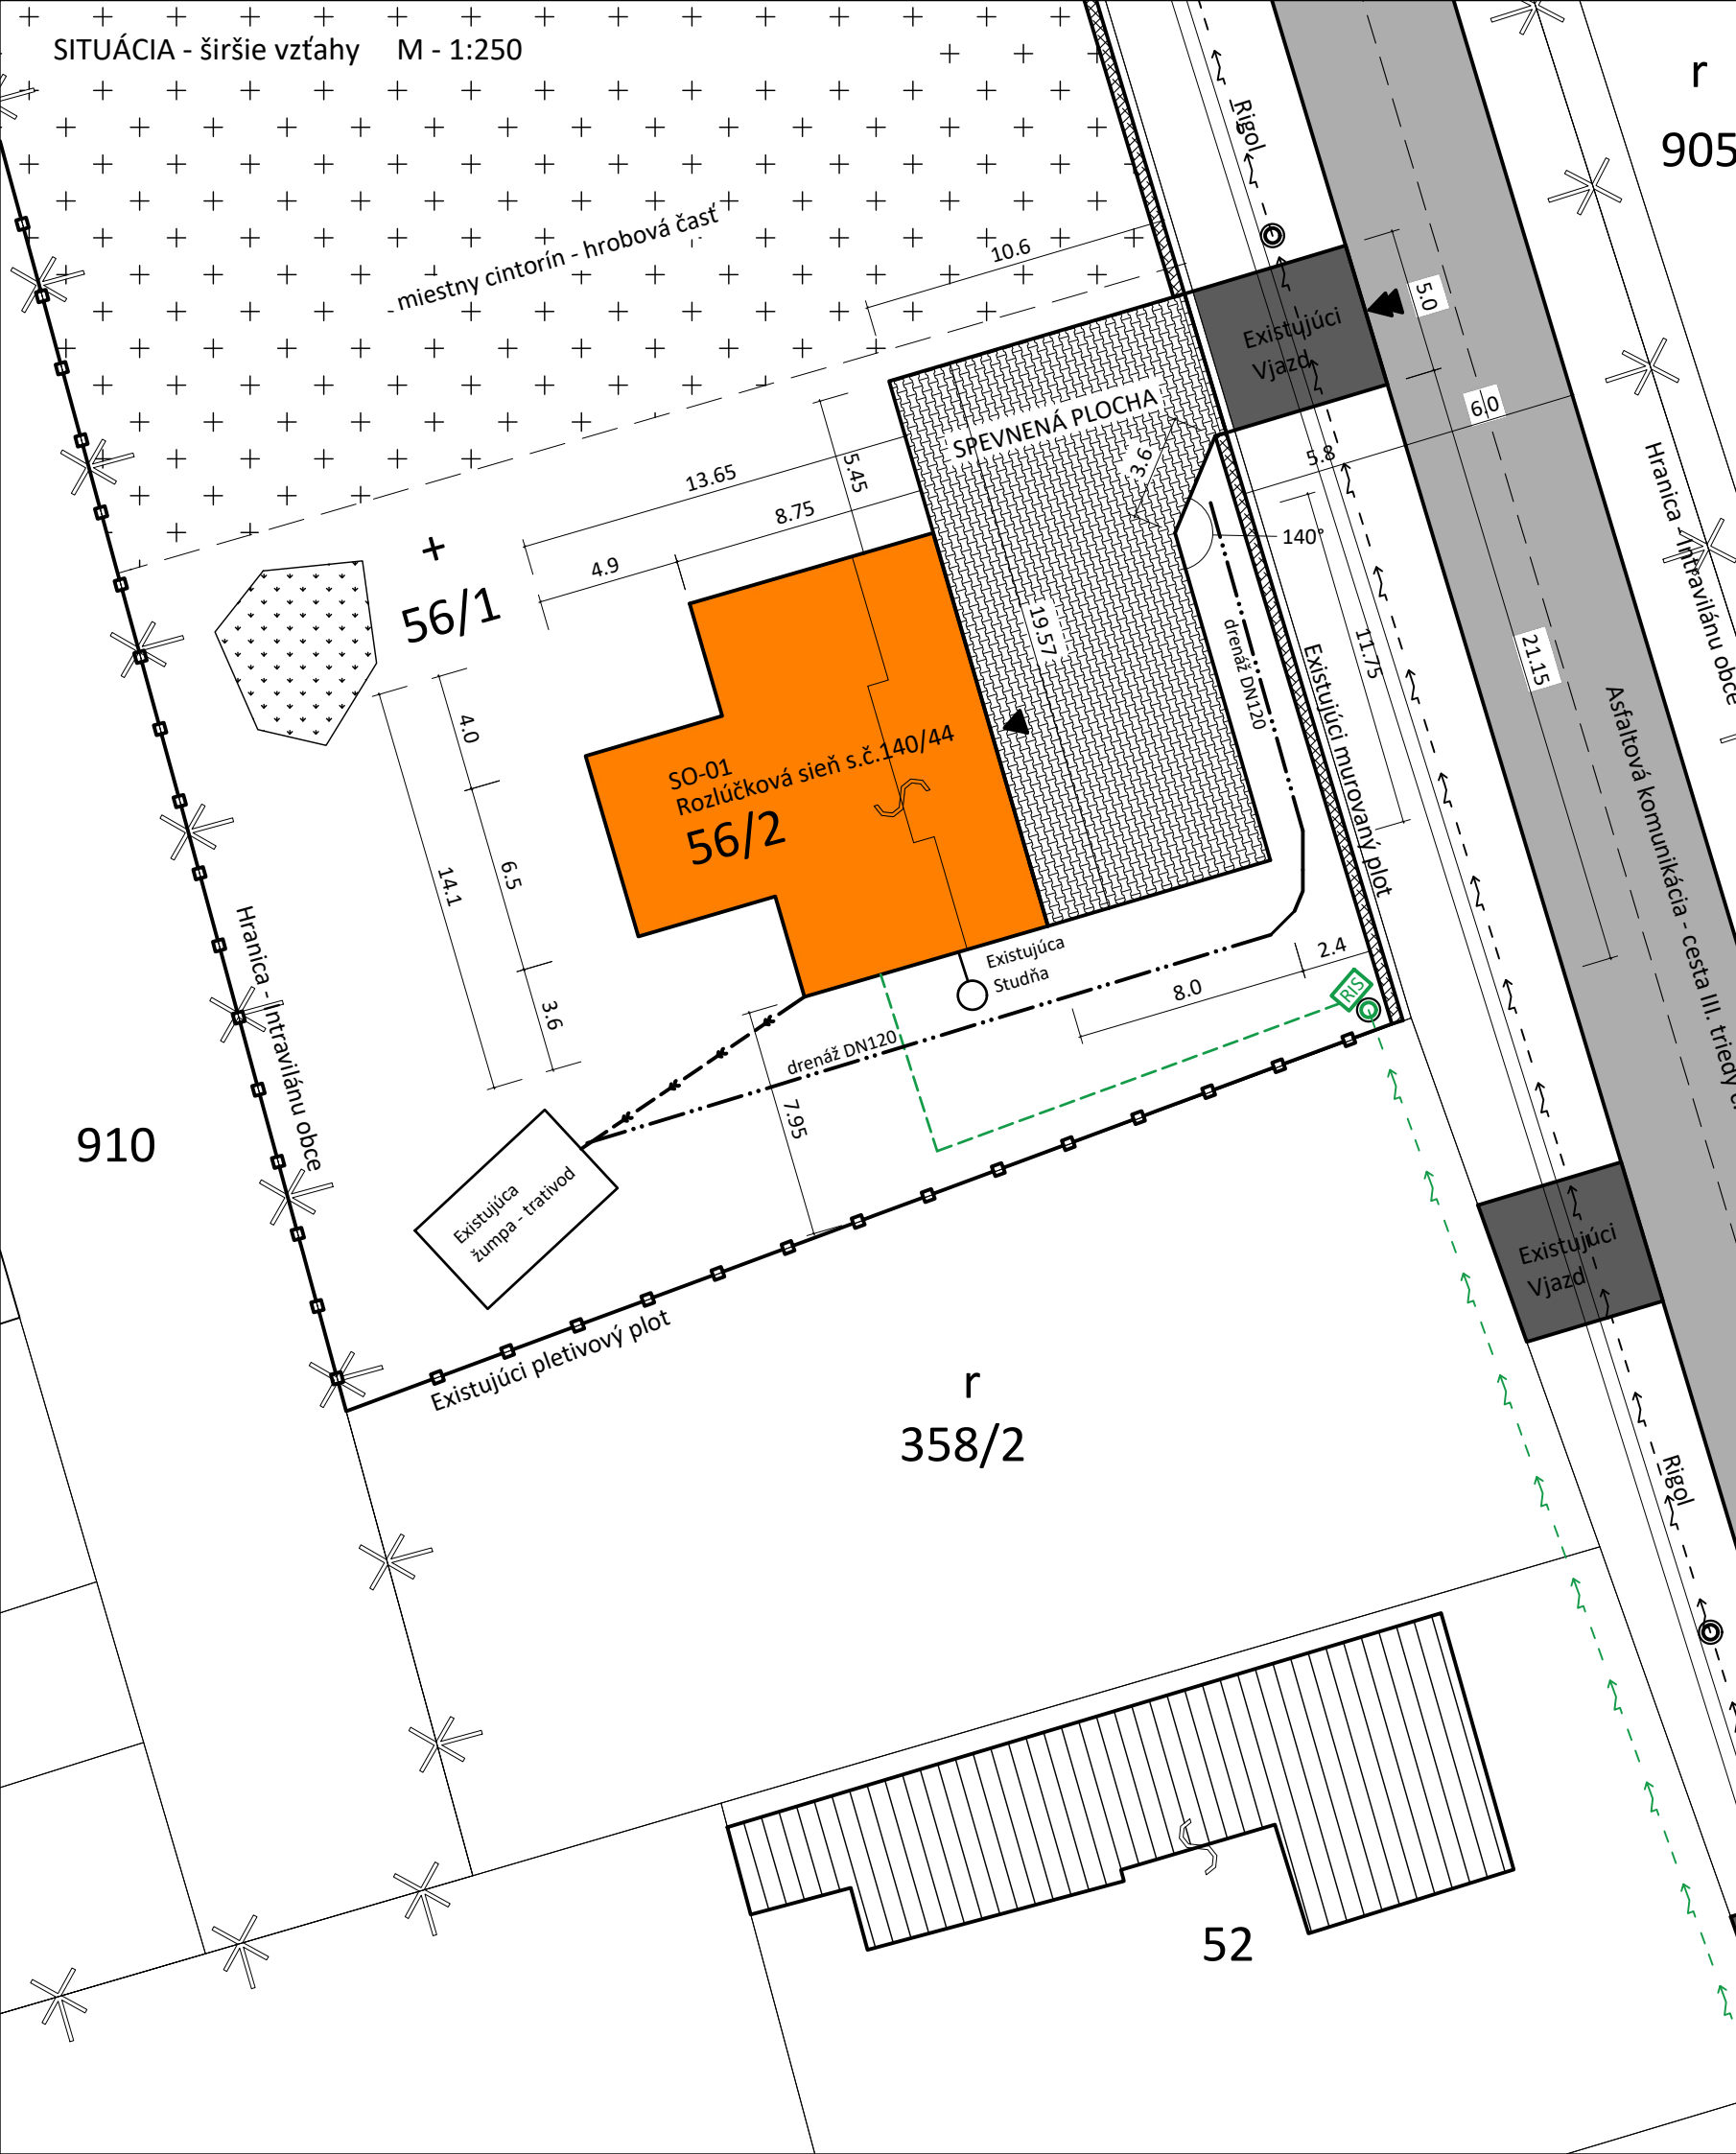 SITUÁCIA - širšie vzťahy M - 1:250
r
905
Rigol
miestny cintorín - hrobová časť
10.6
Existujúci
Vjazd
5.0
6.0
SPEVNENÁ PLOCHA
5.8
3.6
140°
13.65
5.45
8.75
4.9
+
56/1
19.57
drenáž DN120
11.75
21.15
Hranica - Intravilánu obce
Existujúci murovaný plot
Asfaltová komunikácia - cesta III. triedy č.
4.0
6.5
14.1
3.6
SO-01
Rozlúčková sieň s.č.140/44
56/2
Existujúca
Studňa
2.4
8.0
RIS
drenáž DN120
7.95
Hranica - Intravilánu obce
910
Existujúca
žumpa - trativod
Existujúci pletivový plot
Existujúci
Vjazd
r
358/2
Rigol
52